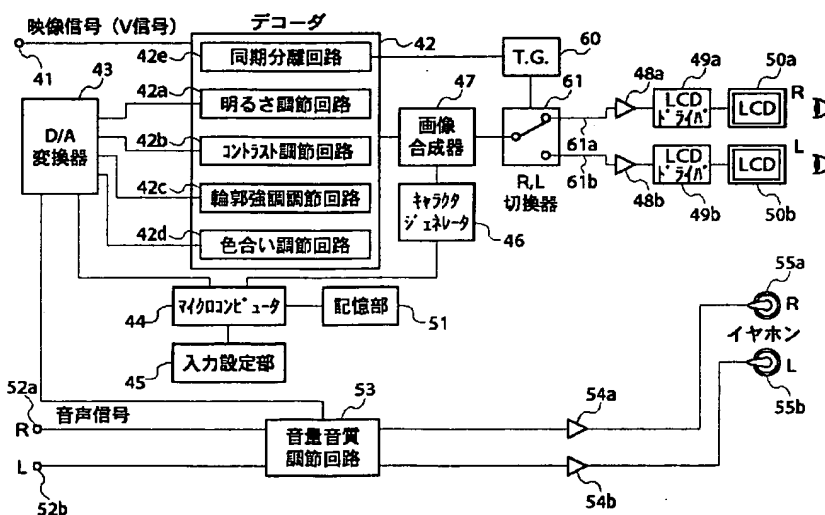 映像信号(V信号)
41
デコーダ
42
42e
同期分離回路
42a
明るさ調節回路
42b
コントラスト調節回路
42c
輪郭強調調節回路
42d
色合い調節回路
43
D/A
変換器
60
T.G.
47
画像
合成器
61
61a
61b
R,L
切換器
48a
49a
LCD
ドライバ
50a
LCD
R
48b
49b
LCD
ドライバ
50b
LCD
L
キャラクタ
ジェネレータ
46
マイクロコンピュータ
44
記憶部
51
入力設定部
45
52a
音声信号
R
L
52b
53
音量音質
調節回路
54a
54b
55a
R
イヤホン
L
55b